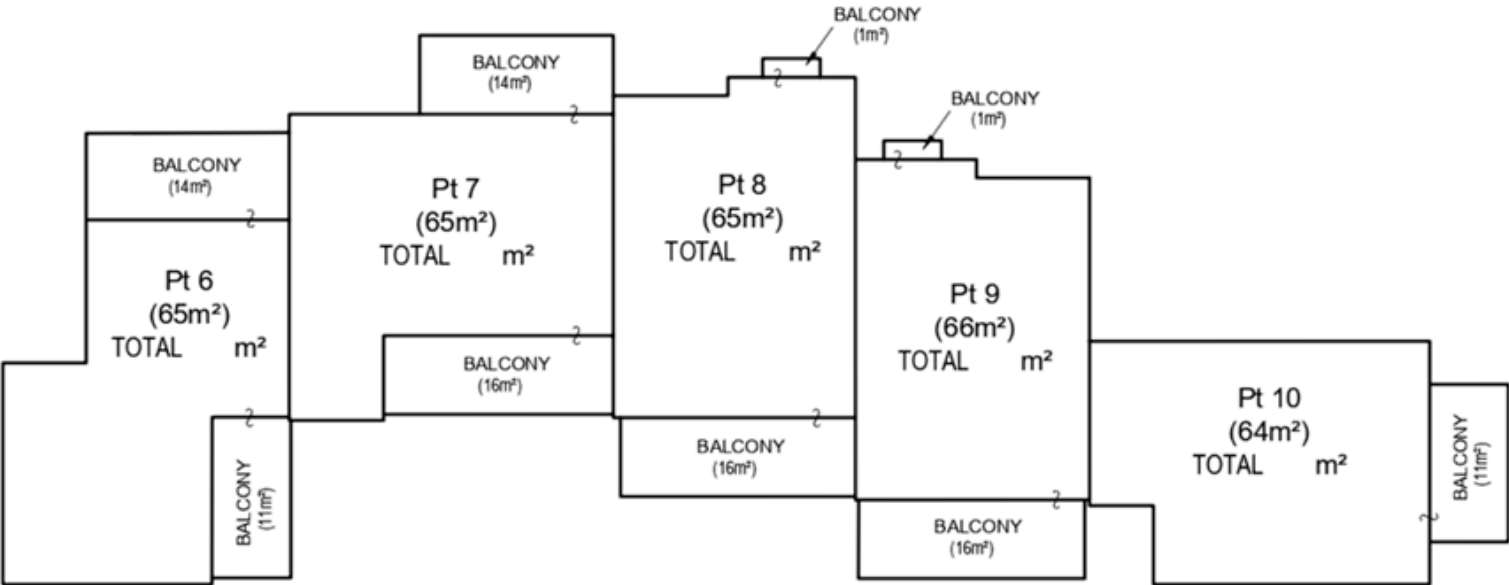 BALCONY
(1m²)
BALCONY
(14m²)
BALCONY
(1m²)
BALCONY
(14m²)
Pt 7
(65m²)
TOTAL m²
Pt 8
(65m²)
TOTAL m²
Pt 6
(65m²)
TOTAL m²
Pt 9
(66m²)
TOTAL m²
BALCONY
(16m²)
Pt 10
(64m²)
TOTAL m²
BALCONY
(11m²)
BALCONY
(16m²)
BALCONY
(11m²)
BALCONY
(16m²)